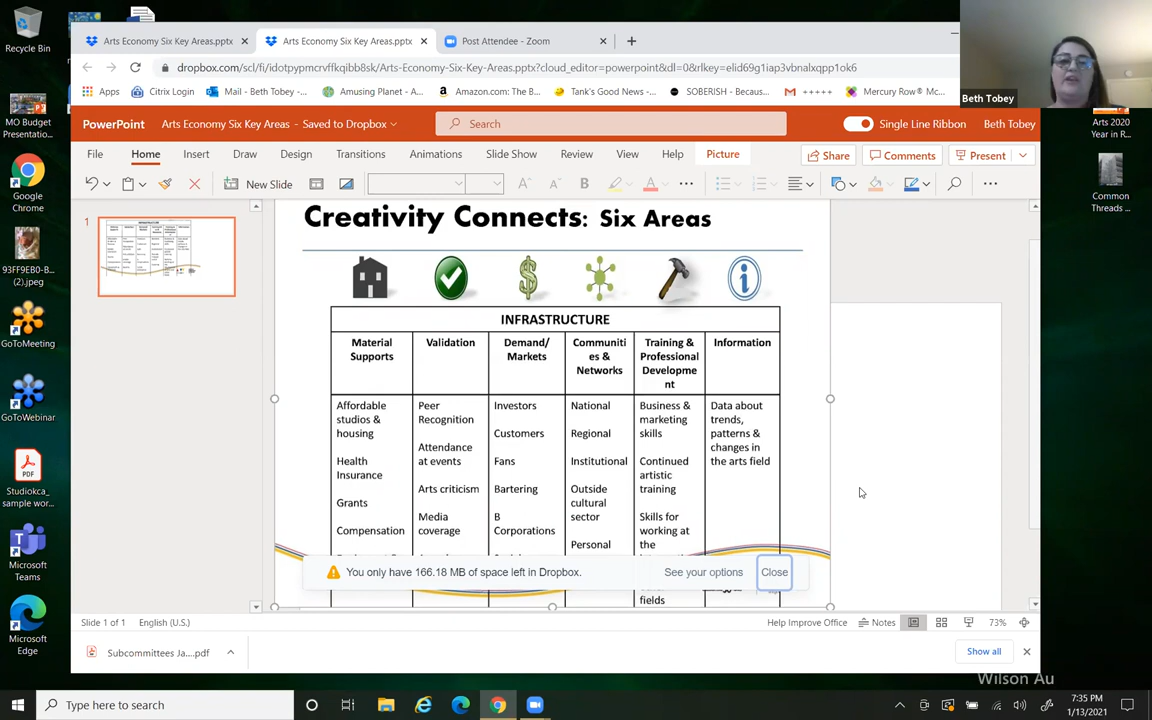 Recycle Bin
MO Budget
Presentatio...
Google
Chrome
93FF9EB0-B...
(2).jpeg
GoToMeeting
GoToWebinar
PDF
Studiokca_
sample wor...
Microsoft
Teams
Microsoft
Edge
Arts Economy Six Key Areas.pptx
Arts Economy Six Key Areas.pptx
Post Attendee - Zoom
dropbox.com/scl/fi/idotpypmcrvffkqibb8sk/Arts-Economy-Six-Key-Areas.pptx?cloud_editor=powerpoint&dl=0&rlkey=elid69g1iap3vbnalxqpp1ok6
Apps
Citrix Login
Mail - Beth Tobey...
Amusing Planet - A...
Amazon.com: The B...
Tank's Good News -...
SOBERISH - Becaus...
+++++
Mercury Row® Mc...
Beth Tobey
Arts 2020
Year in R...
Common
Threads ...
PowerPoint
Arts Economy Six Key Areas - Saved to Dropbox
Search
Single Line Ribbon
Beth Tobey
File
Home
Insert
Draw
Design
Transitions
Animations
Slide Show
Review
View
Help
Picture
Share
Comments
Present
New Slide
1
Creativity Connects: Six Areas
INFRASTRUCTURE
Material
Supports
Validation
Demand/
Markets
Communiti
es &
Networks
Training &
Professional
Developme
nt
Information
Affordable
studios &
housing
Health
Insurance
Grants
Compensation
Peer
Recognition
Attendance
at events
Arts criticism
Media
coverage
Investors
Customers
Fans
Bartering
B
Corporations
National
Regional
Institutional
Outside
cultural
sector
Personal
Business &
marketing
skills
Continued
artistic
training
Skills for
working at
the
fields
Data about
trends,
patterns &
changes in
the arts field
You only have 166.18 MB of space left in Dropbox.
See your options
Close
Slide 1 of 1
English (U.S.)
Help Improve Office
Notes
73%
Subcommittees Ja....pdf
Show all
Wilson Au
Type here to search
7:35 PM
1/13/2021